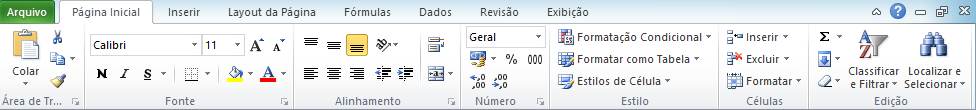 Arquivo Página Inicial Inserir Layout da Página Fórmulas Dados Revisão Exibição
Colar
Área de Tr...
Calibri 11
N I S A
Fonte
Alinhamento
Geral
% 000
,0 ,00
,00 ,0
Número
Formatação Condicional
Formatar como Tabela
Estilos de Célula
Estilo
Inserir
Excluir
Formatar
Células
Σ
Classificar
e Filtrar
Localizar e
Selecionar
Edição